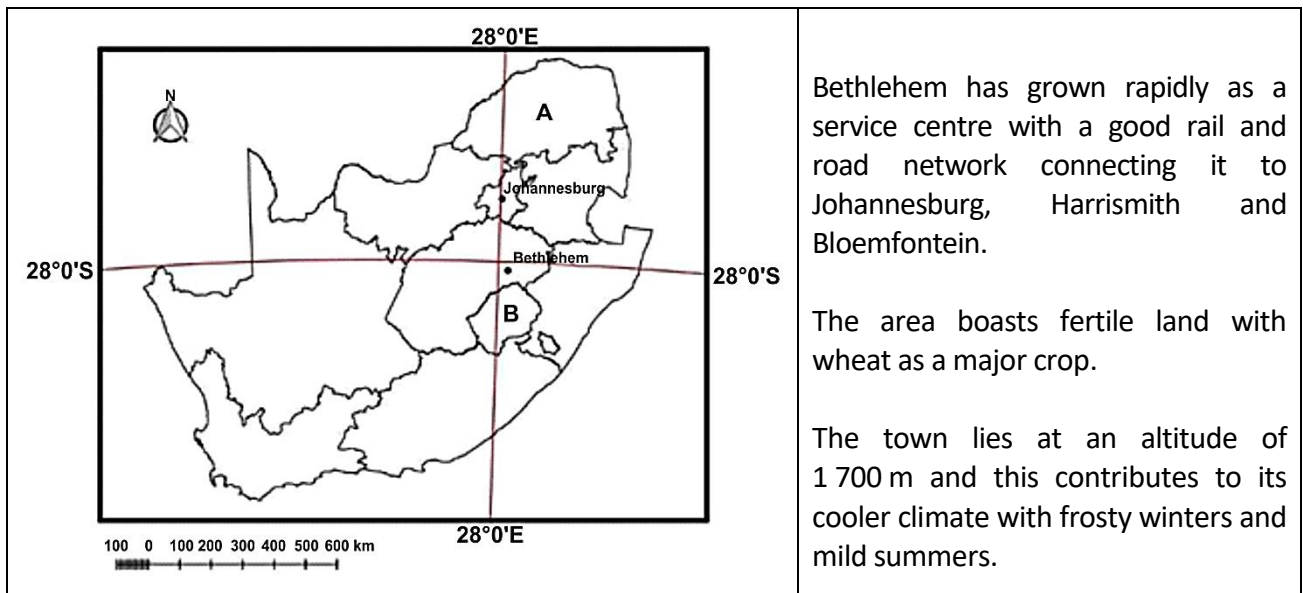 28°0'E
N
A
Johannesburg
28°0'S
Bethlehem
28°0'S
B
28°0'E
100 0 100 200 300 400 500 600 km
Bethlehem has grown rapidly as a
service centre with a good rail and
road network connecting it to
Johannesburg, Harrismith and
Bloemfontein.
The area boasts fertile land with
wheat as a major crop.
The town lies at an altitude of
1 700 m and this contributes to its
cooler climate with frosty winters and
mild summers.